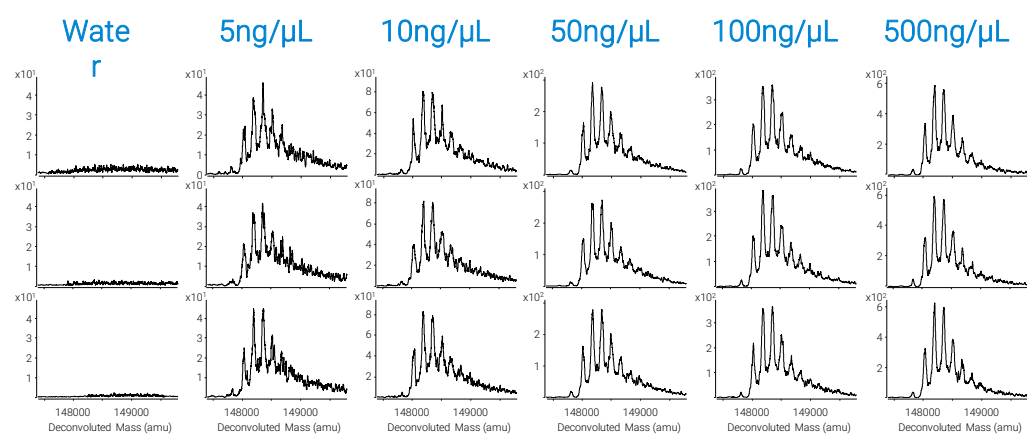 Wate
r
5ng/µL
10ng/µL
50ng/µL
100ng/µL
500ng/µL
x10¹ x10¹ x10¹ x10² x10² x10²
4 4 8 2 3 4
3 3 6 1 2 2
2 2 4 1
1 1 2
0
x10¹ x10¹ x10¹ x10² x10² x10²
4 4 8 2 3 4
3 3 6 1 2 2
2 2 4 1
1 1 2
x10¹ x10¹ x10¹ x10² x10² x10²
4 4 8 2 3 6
3 3 6 1 2 4
2 2 4 1 2
1 1 2
148000 149000 148000 149000 148000 149000 148000 149000 148000 149000 148000 149000
Deconvoluted Mass (amu) Deconvoluted Mass (amu) Deconvoluted Mass (amu) Deconvoluted Mass (amu) Deconvoluted Mass (amu) Deconvoluted Mass (amu)